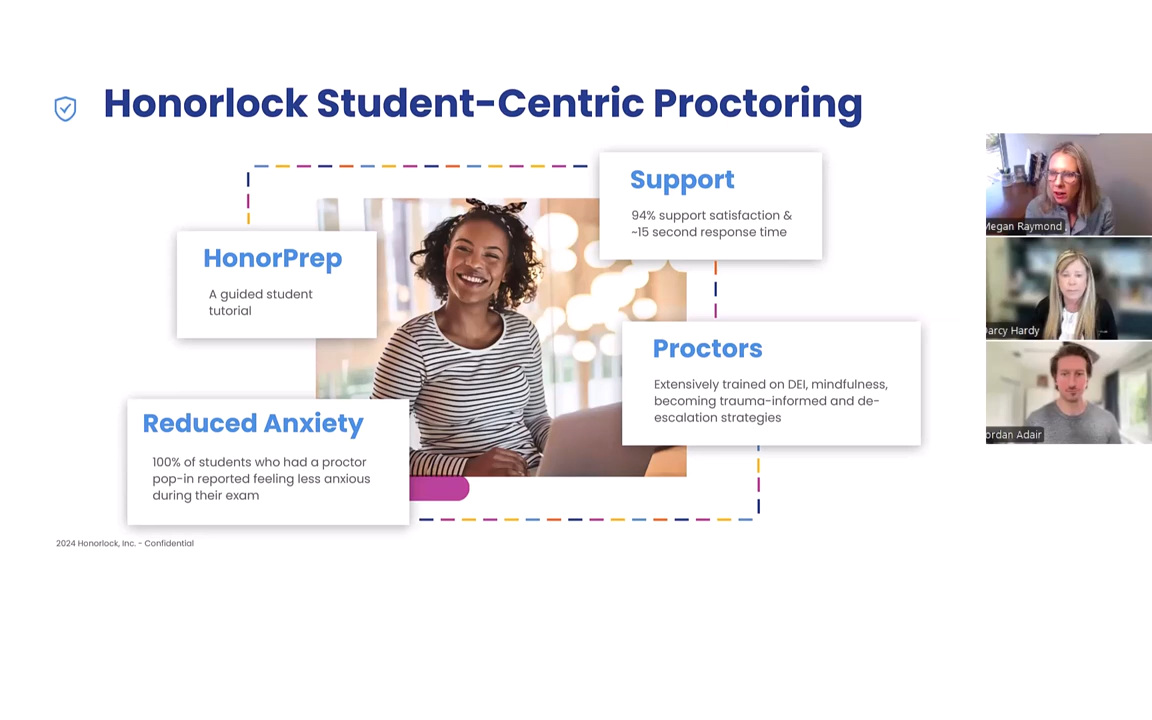 Honorlock Student-Centric Proctoring
Support
94% support satisfaction &
~15 second response time
HonorPrep
A guided student
tutorial
Proctors
Extensively trained on DEI, mindfulness,
becoming trauma-informed and de-
escalation strategies
Reduced Anxiety
100% of students who had a proctor
pop-in reported feeling less anxious
during their exam
2024 Honorlock, Inc. - Confidential
Megan Raymond
Darcy Hardy
ordan Adair